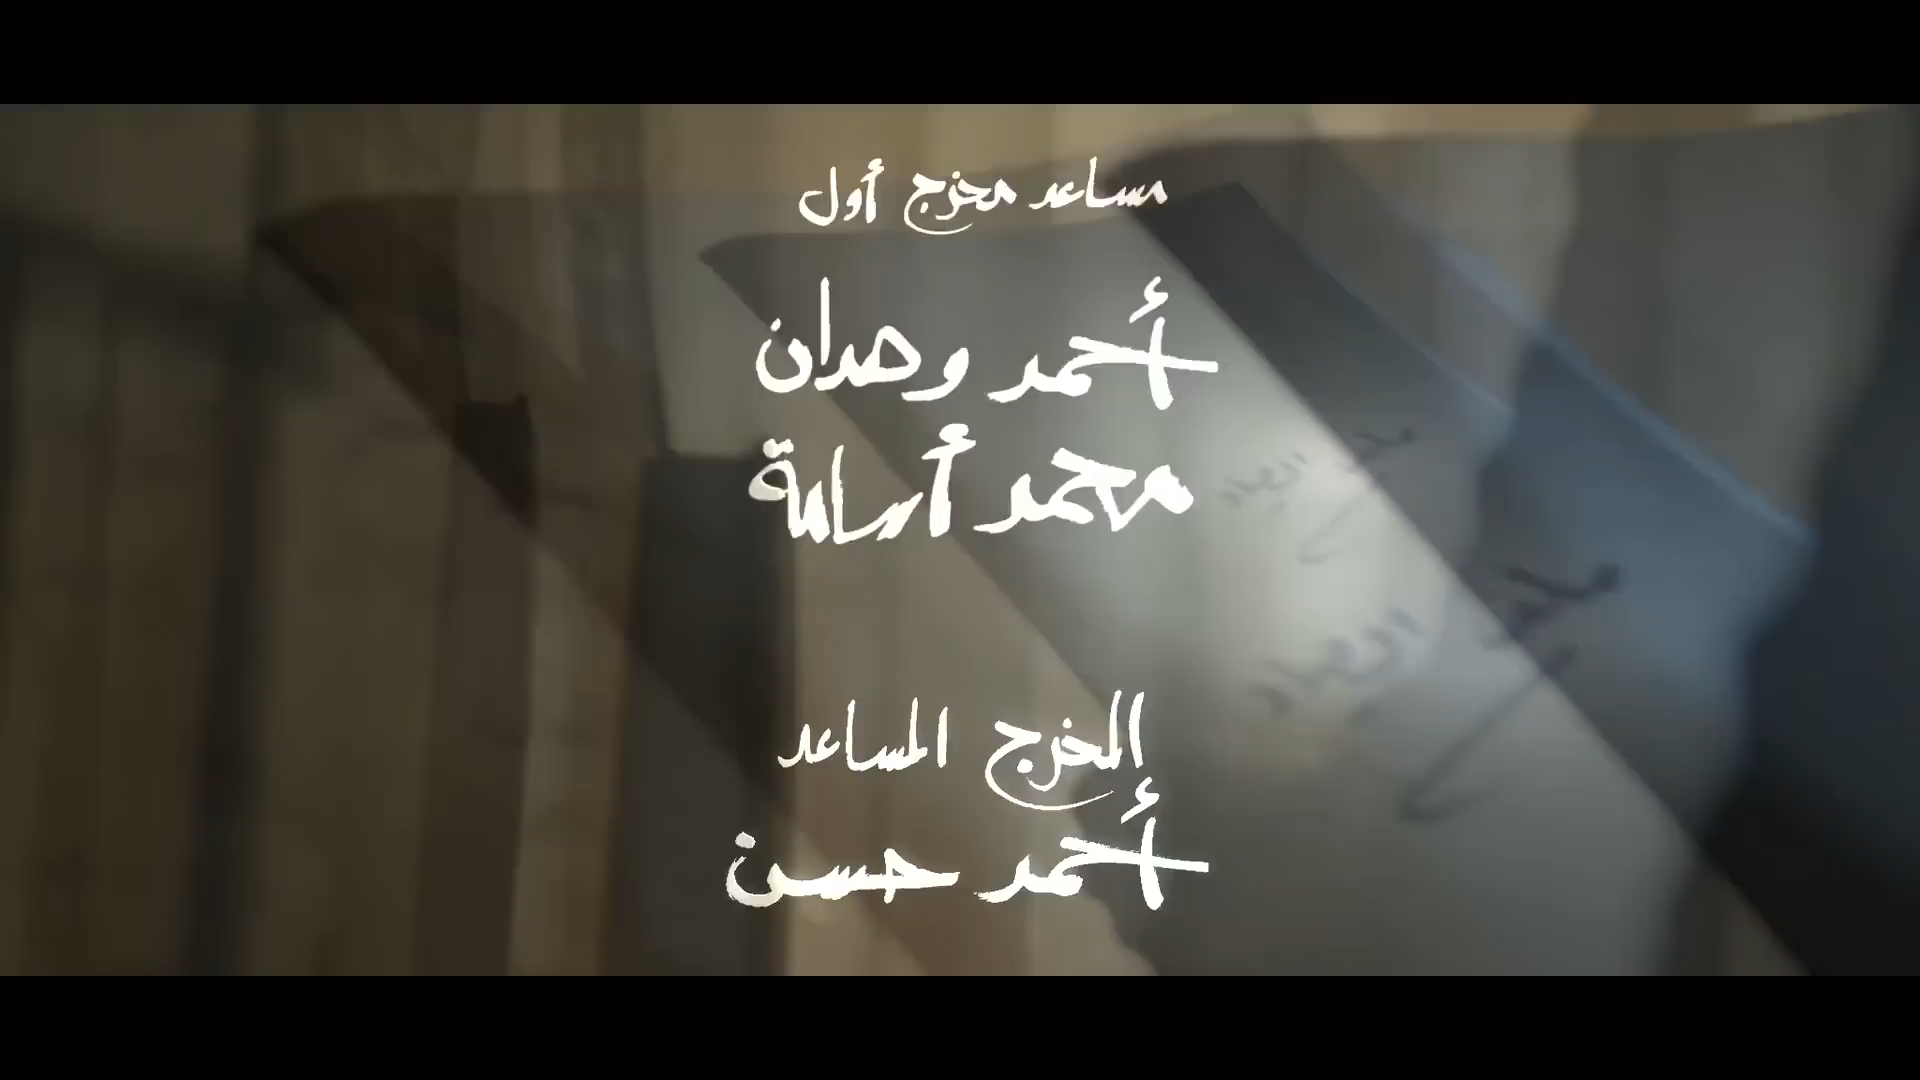 مساعد مخرج أول
أحمد وهدان
محمد أسامة
المخرج المساعد
أحمد حسن